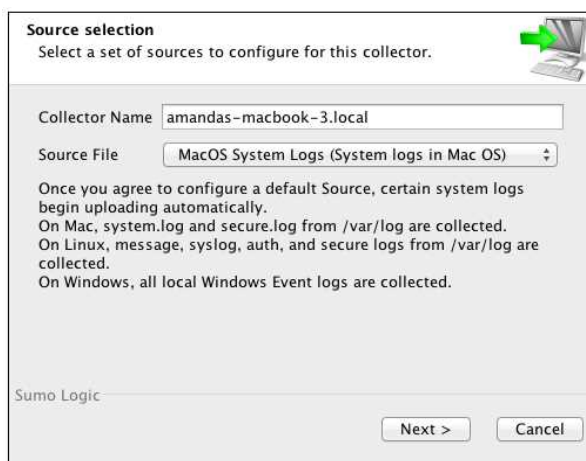 Source selection
Select a set of sources to configure for this collector.
Collector Name amandas-macbook-3.local
Source File MacOS System Logs (System logs in Mac OS)
Once you agree to configure a default Source, certain system logs
begin uploading automatically.
On Mac, system.log and secure.log from /var/log are collected.
On Linux, message, syslog, auth, and secure logs from /var/log are
collected.
On Windows, all local Windows Event logs are collected.
Sumo Logic
Next > Cancel